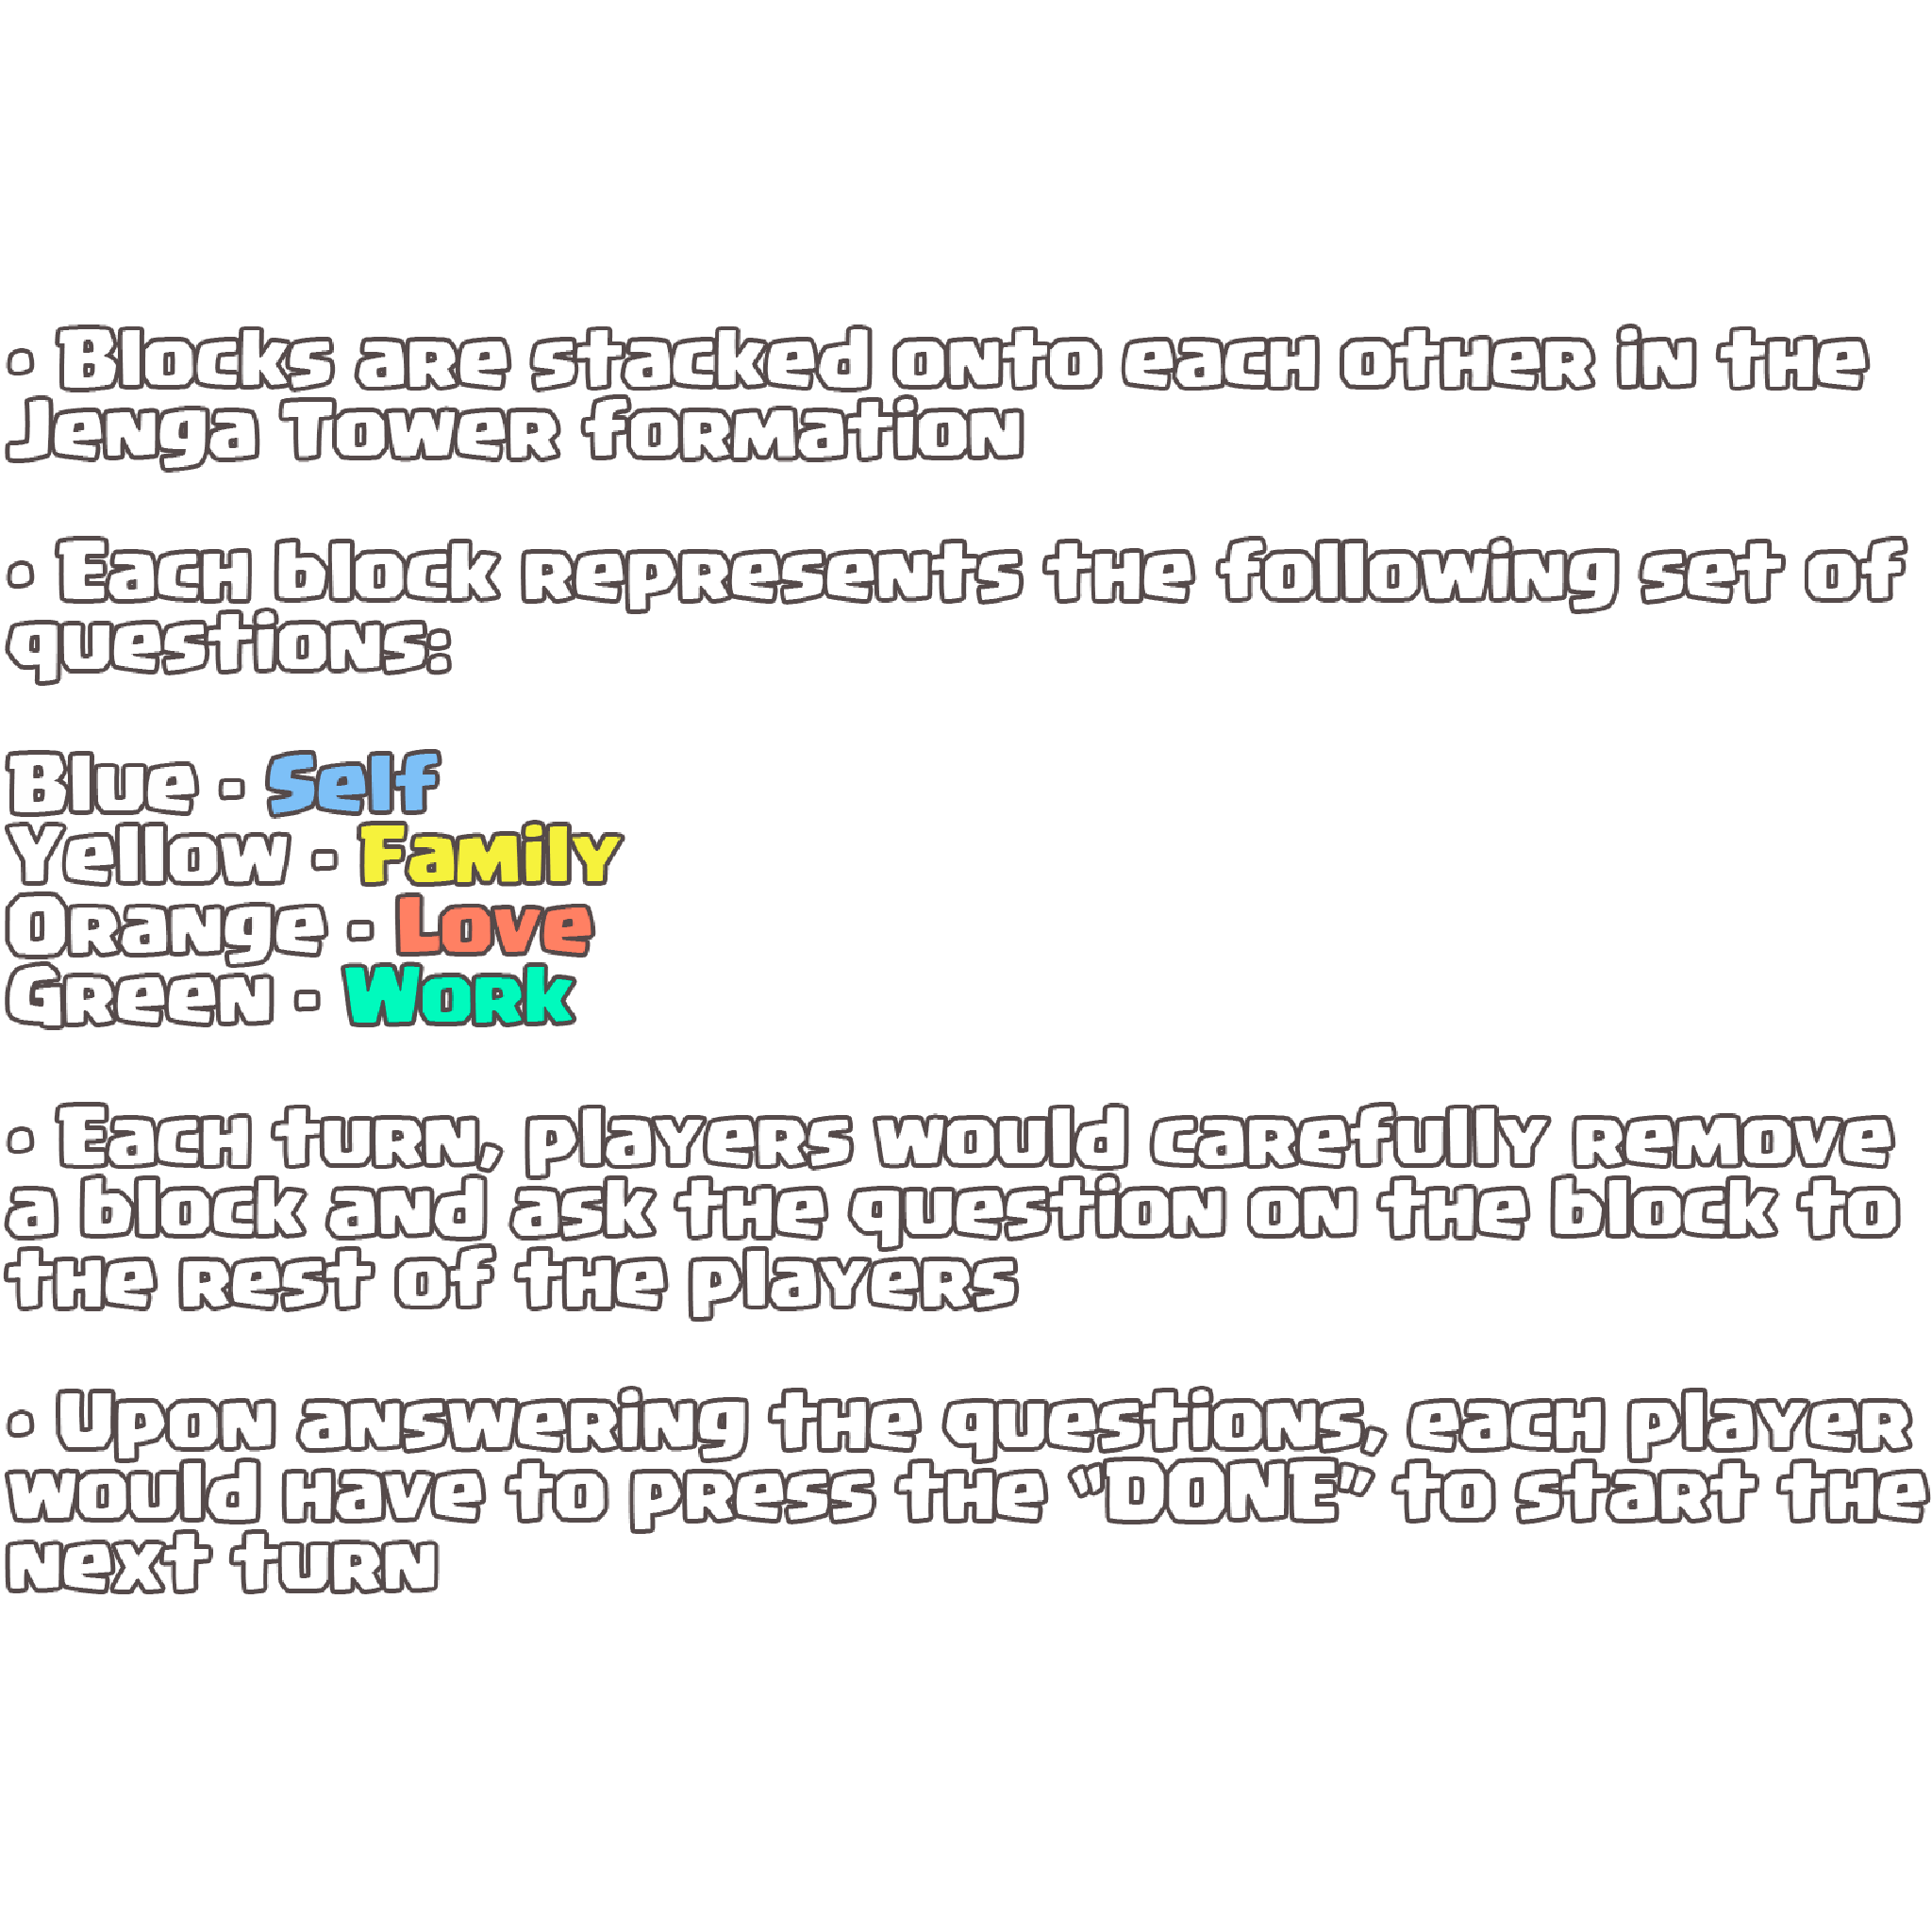 • Blocks are stacked onto each other in the
Jenga Tower formation
• Each block represents the following set of
questions:
Blue - Self
Yellow - Family
Orange - Love
Green - Work
• Each turn, players would carefully remove
a block and ask the question on the block to
the rest of the players
• Upon answering the questions, each player
would have to press the "DONE" to start the
next turn